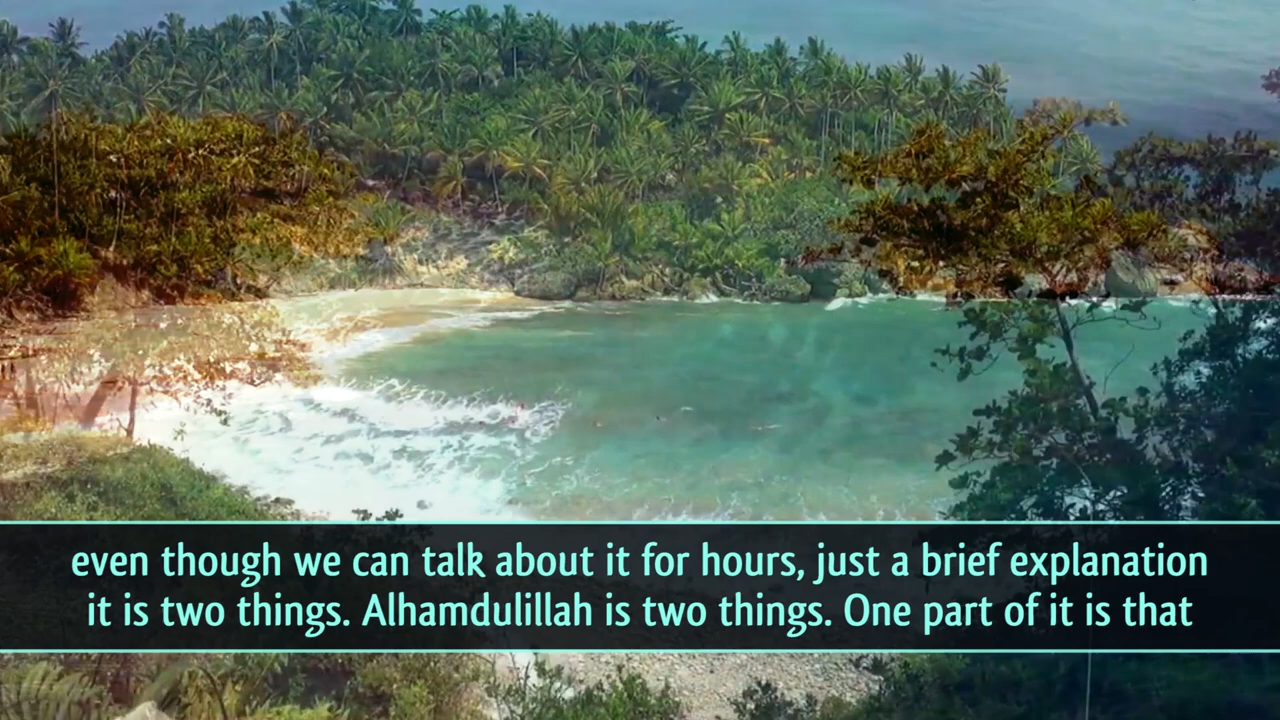 even though we can talk about it for hours, just a brief explanation
it is two things. Alhamdulillah is two things. One part of it is that